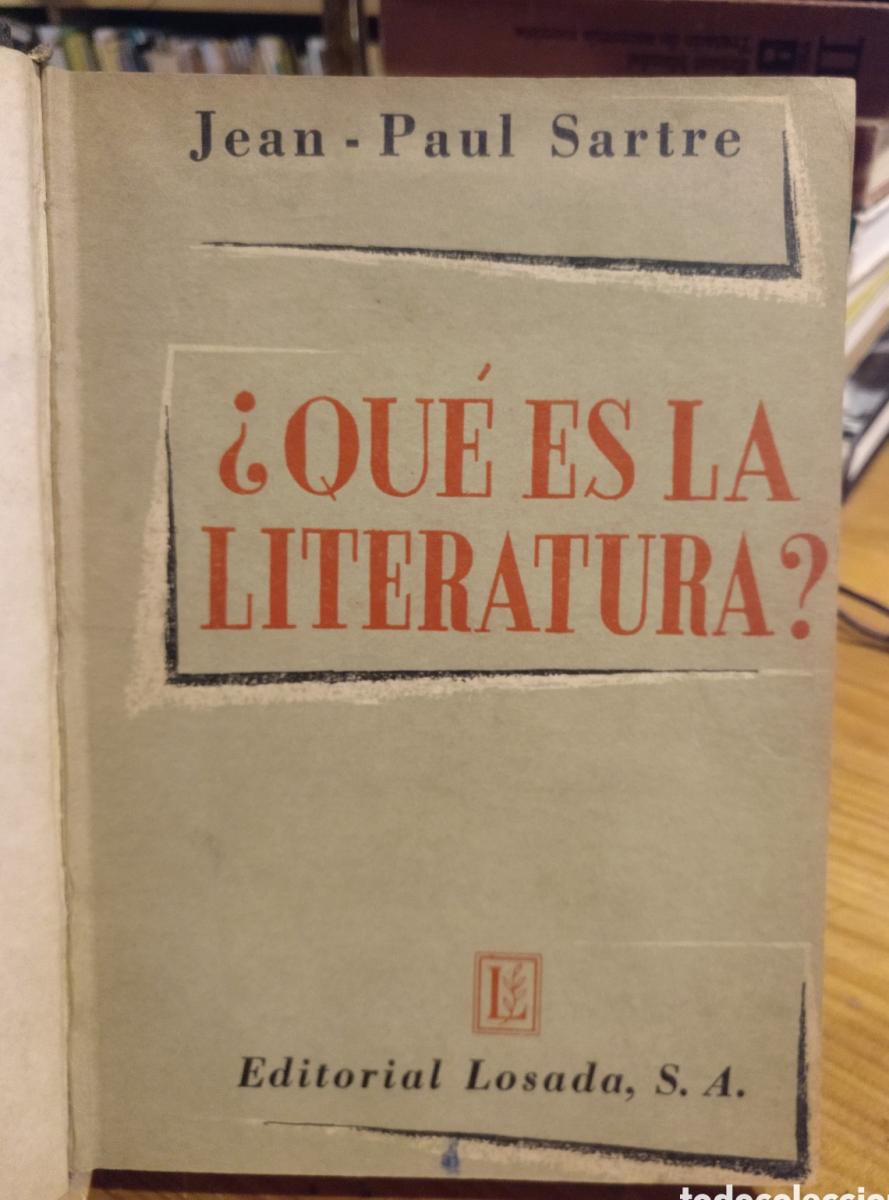 Jean - Paul Sartre
¿QUÉ ES LA
LITERATURA?
L
Editorial Losada, S. A.